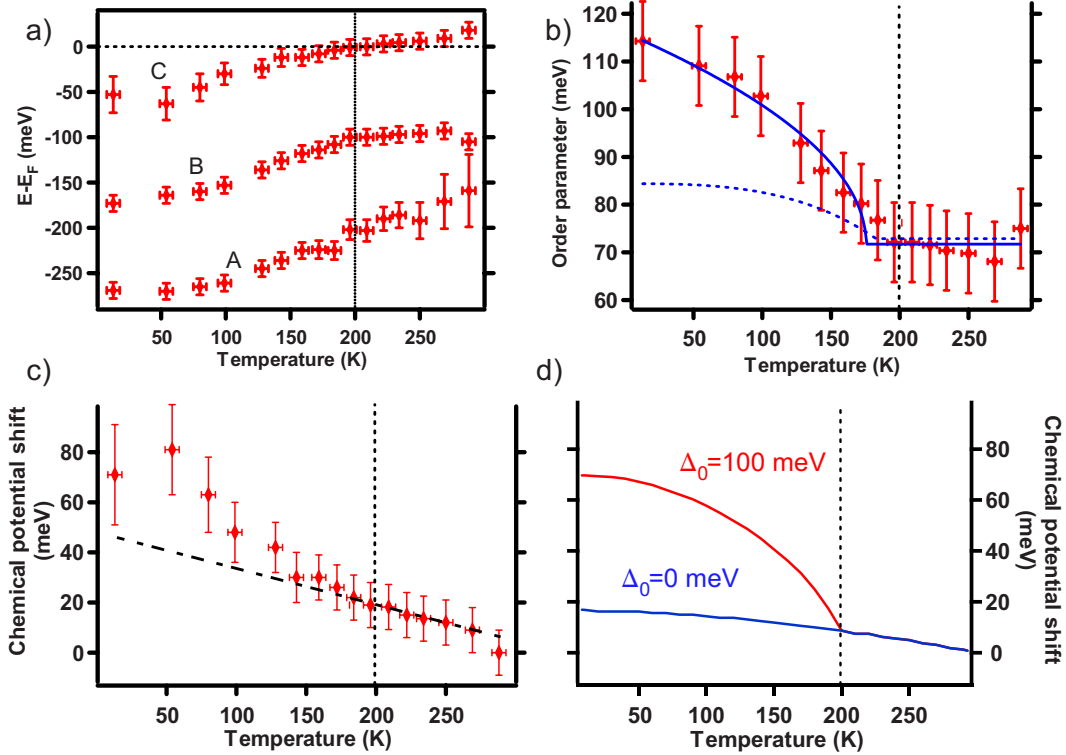 a)
E-E_F (meV)
0
-50
-100
-150
-200
-250
C
B
A
50 100 150 200 250
Temperature (K)
b)
Order parameter (meV)
120
110
100
90
80
70
60
50 100 150 200 250
Temperature (K)
c)
Chemical potential shift
(meV)
80
60
40
20
0
50 100 150 200 250
Temperature (K)
d)
Δ₀=100 meV
Δ₀=0 meV
80
60
40
20
0
Chemical potential shift
(meV)
50 100 150 200 250
Temperature (K)